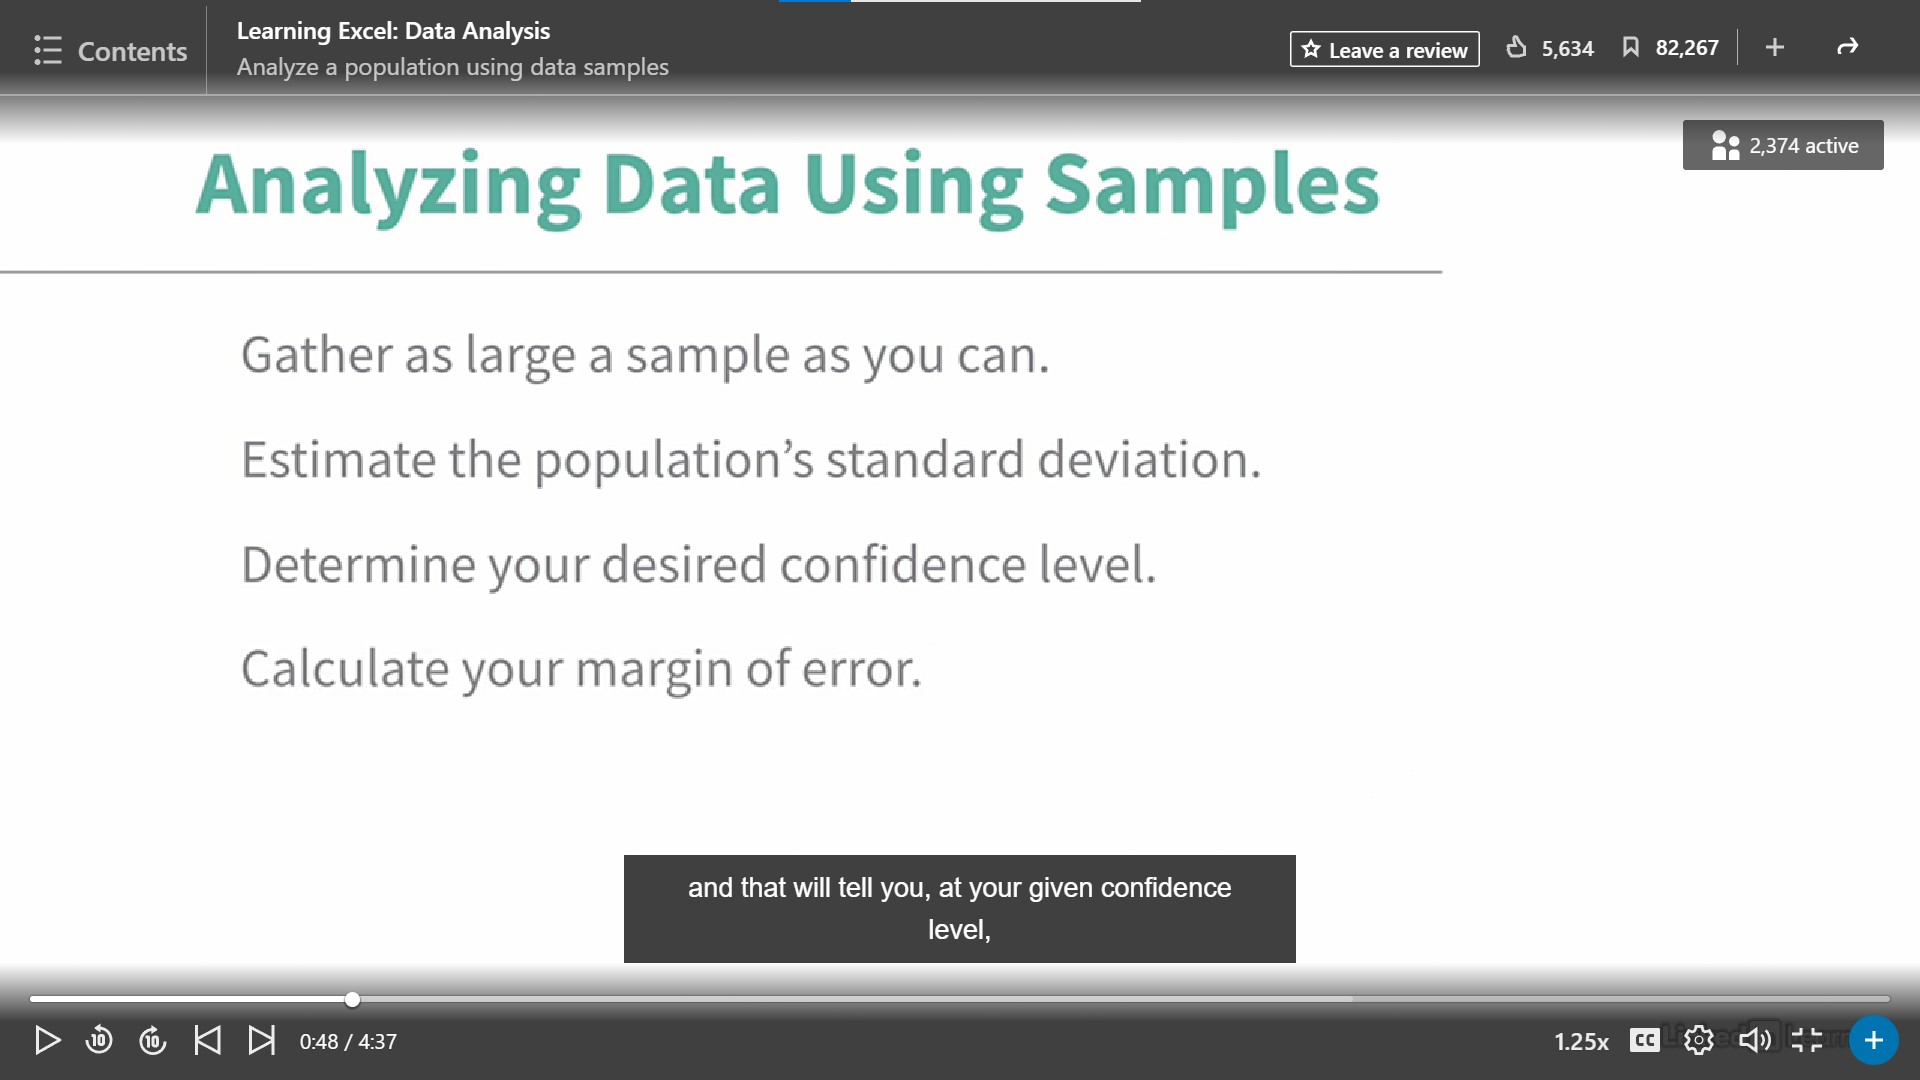 Contents
Learning Excel: Data Analysis
Analyze a population using data samples
Leave a review
5,634
82,267
2,374 active
Analyzing Data Using Samples
Gather as large a sample as you can.
Estimate the population’s standard deviation.
Determine your desired confidence level.
Calculate your margin of error.
and that will tell you, at your given confidence
level,
10
10
0:48 / 4:37
1.25x
CC